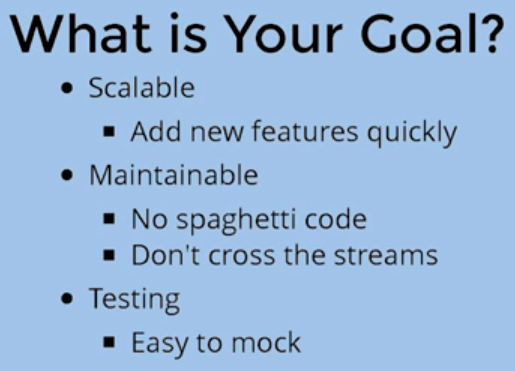 What is Your Goal?
• Scalable
▪ Add new features quickly
• Maintainable
▪ No spaghetti code
▪ Don't cross the streams
• Testing
▪ Easy to mock